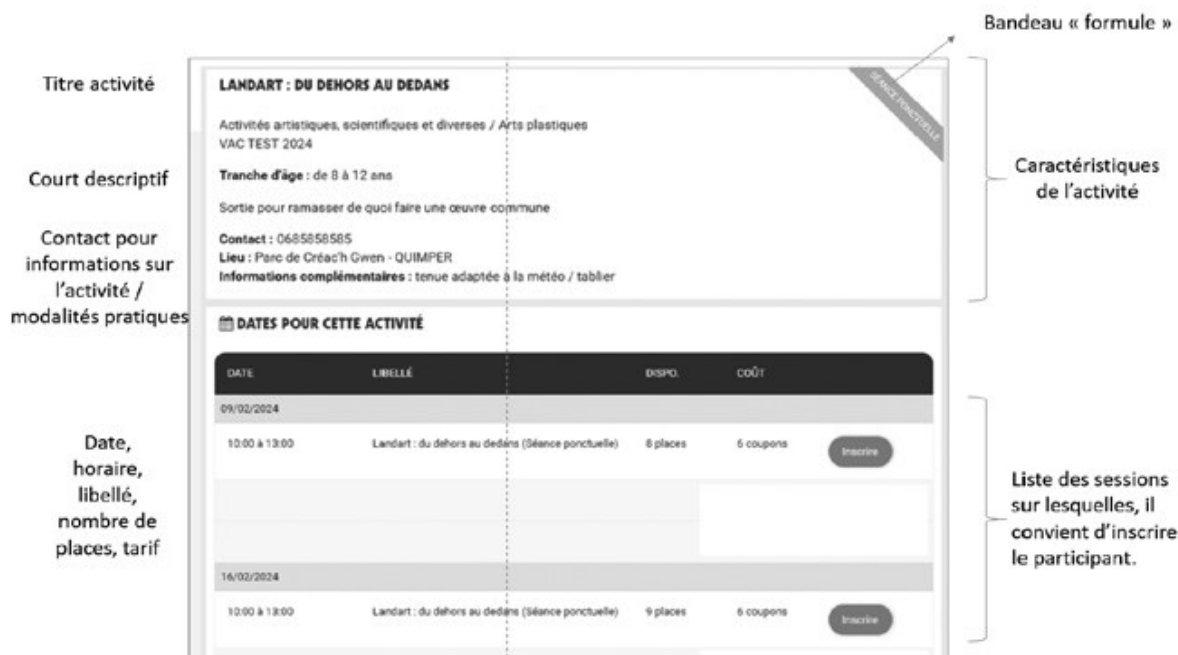 Bandeau « formule »
Titre activité
Court descriptif
Contact pour
informations sur
l'activité /
modalités pratiques
Date,
horaire,
libellé,
nombre de
places, tarif
LANDART : DU DEHORS AU DEDANS
SÉANCE PONCTUELLE
Activités artistiques, scientifiques et diverses / Arts plastiques
VAC TEST 2024
Tranche d'âge : de 8 à 12 ans
Sortie pour ramasser de quoi faire une œuvre commune
Contact : 0685858585
Lieu : Parc de Créac'h Gwen - QUIMPER
Informations complémentaires : tenue adaptée à la météo / tablier
DATES POUR CETTE ACTIVITÉ
DATE LIBELLÉ DISPO. COÛT
09/02/2024
10:00 à 13:00 Landart : du dehors au dedans (Séance ponctuelle) 8 places 6 coupons Inscrire
16/02/2024
10:00 à 13:00 Landart : du dehors au dedans (Séance ponctuelle) 9 places 6 coupons Inscrire
Caractéristiques
de l'activité
Liste des sessions
sur lesquelles, il
convient d'inscrire
le participant.